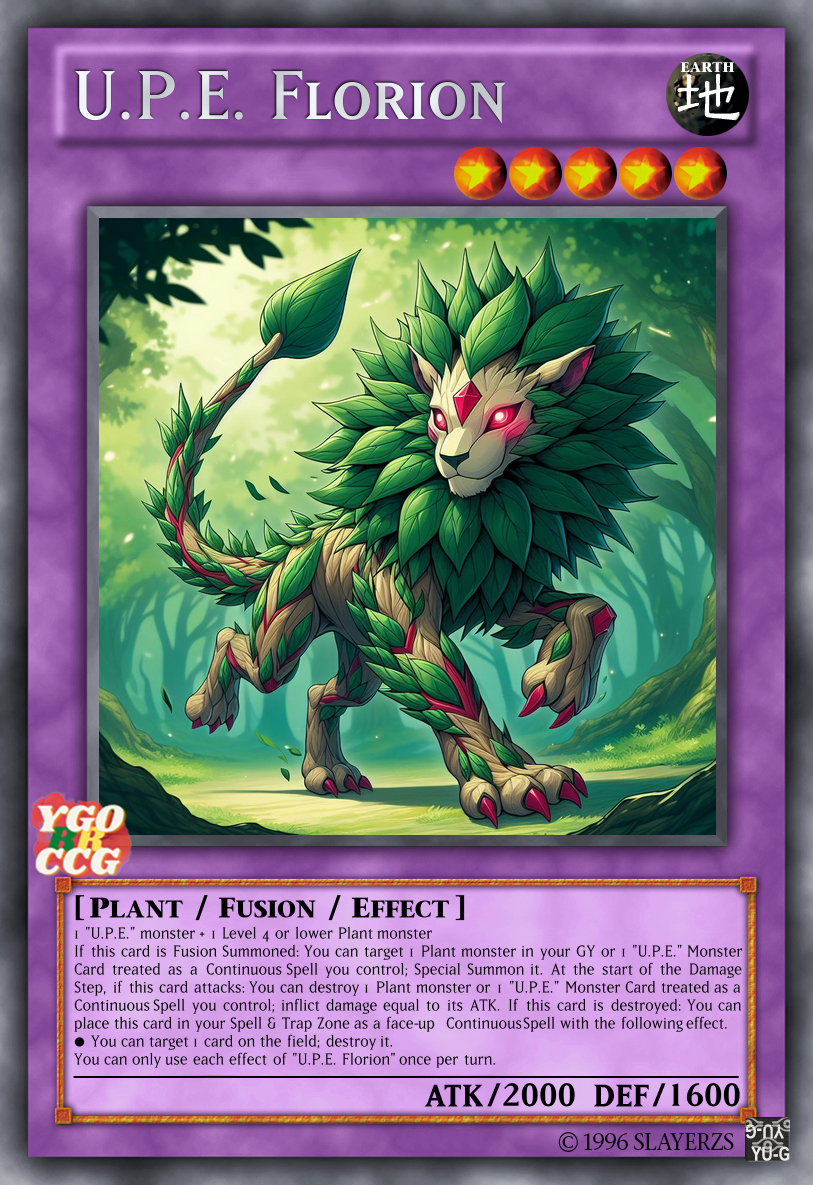 U.P.E. Florion
EARTH
地
YGO
BR
CCG
[ Plant / Fusion / Effect ]
1 "U.P.E." monster + 1 Level 4 or lower Plant monster
If this card is Fusion Summoned: You can target 1 Plant monster in your GY or 1 "U.P.E." Monster
Card treated as a Continuous Spell you control; Special Summon it. At the start of the Damage
Step, if this card attacks: You can destroy 1 Plant monster or 1 "U.P.E." Monster Card treated as a
Continuous Spell you control; inflict damage equal to its ATK. If this card is destroyed: You can
place this card in your Spell & Trap Zone as a face-up ContinuousSpell with the following effect.
● You can target 1 card on the field; destroy it.
You can only use each effect of "U.P.E. Florion" once per turn.
ATK/2000 DEF/1600
© 1996 SLAYERZS
YU-G
YU-G